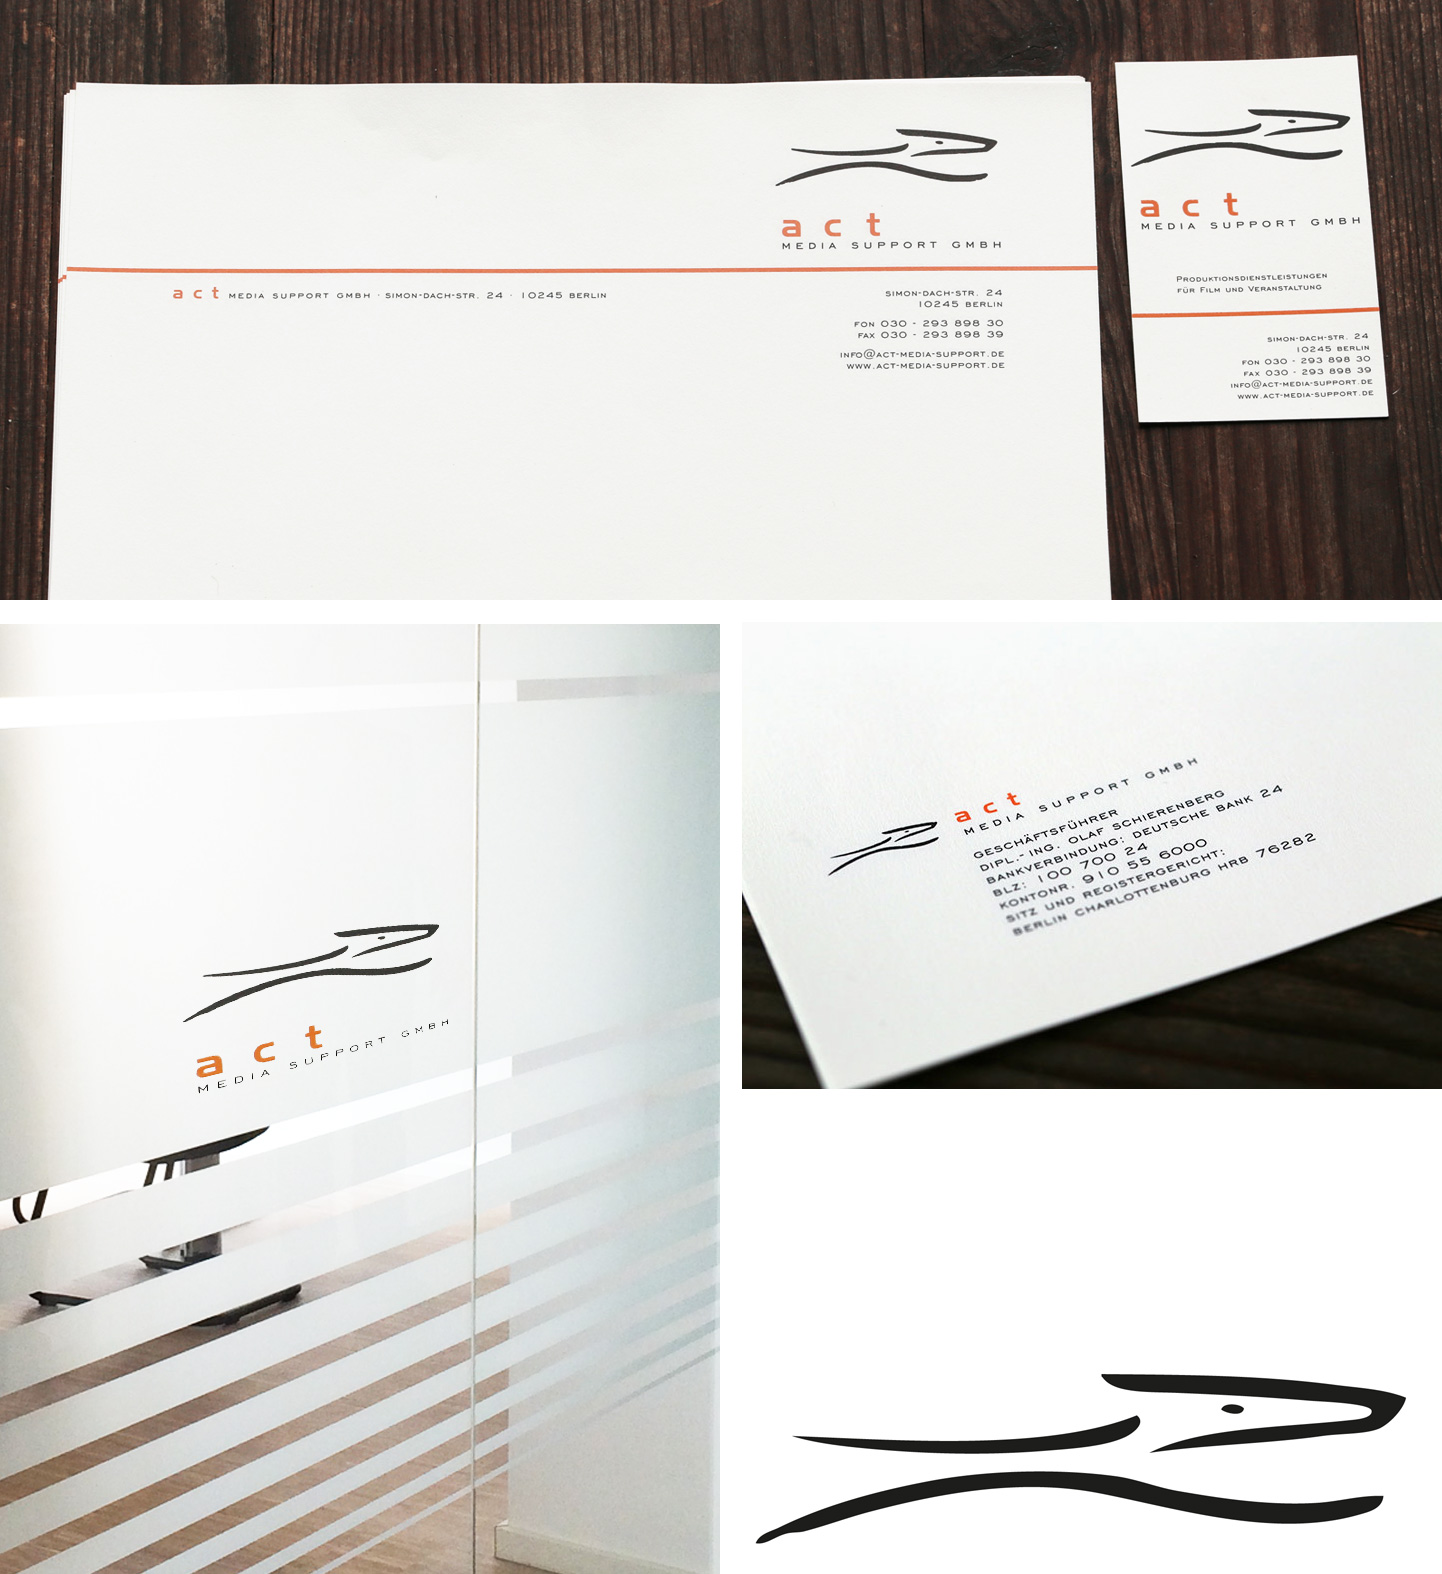 act
MEDIA SUPPORT GMBH
act MEDIA SUPPORT GMBH · SIMON-DACH-STR. 24 · 10245 BERLIN
SIMON-DACH-STR. 24
10245 BERLIN
FON 030 - 293 898 30
FAX 030 - 293 898 39
INFO@ACT-MEDIA-SUPPORT.DE
WWW.ACT-MEDIA-SUPPORT.DE
act
MEDIA SUPPORT GMBH
PRODUKTIONSDIENSTLEISTUNGEN
FÜR FILM UND VERANSTALTUNG
SIMON-DACH-STR. 24
10245 BERLIN
FON 030 - 293 898 30
FAX 030 - 293 898 39
INFO@ACT-MEDIA-SUPPORT.DE
WWW.ACT-MEDIA-SUPPORT.DE
act
MEDIA SUPPORT GMBH
act
MEDIA SUPPORT GMBH
GESCHÄFTSFÜHRER
DIPL.-ING. OLAF SCHIERENBERG
BANKVERBINDUNG: DEUTSCHE BANK 24
BLZ: 100 700 24
KONTONR. 910 55 6000
SITZ UND REGISTERGERICHT:
BERLIN CHARLOTTENBURG HRB 76282